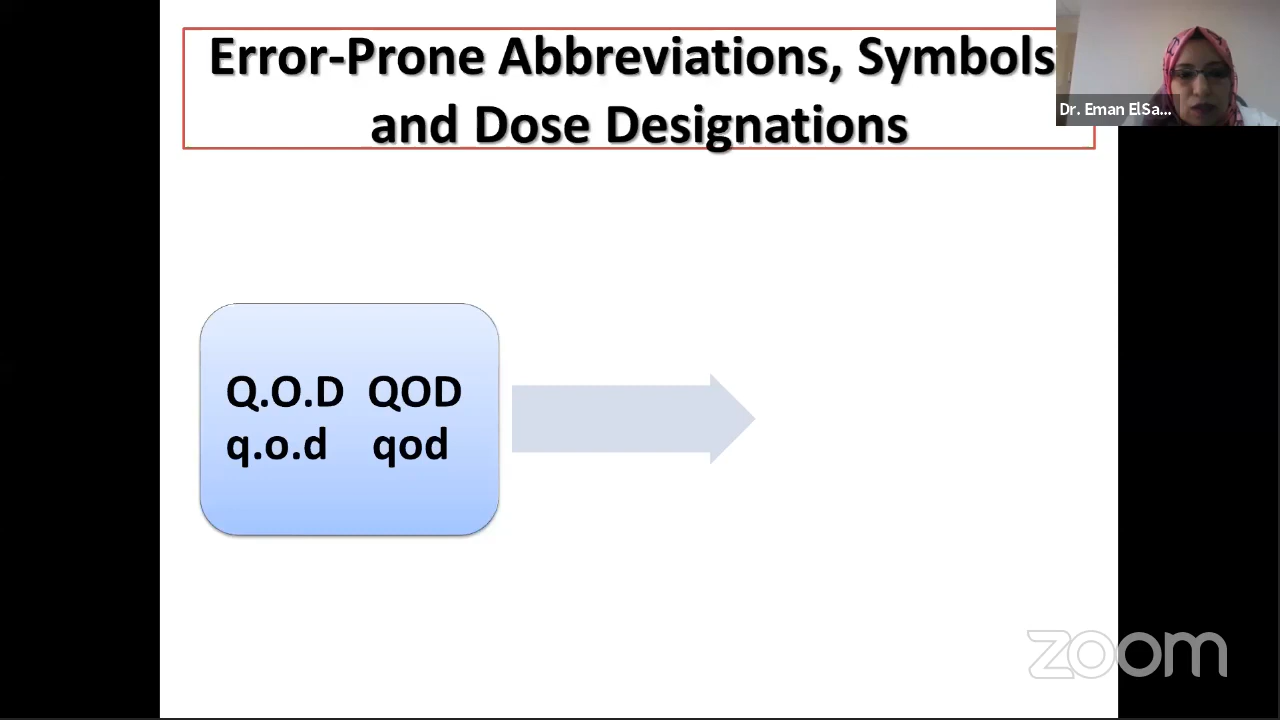 Error-Prone Abbreviations, Symbols
and Dose Designations
Dr. Eman ElSa...
Q.O.D QOD
q.o.d qod
zoom